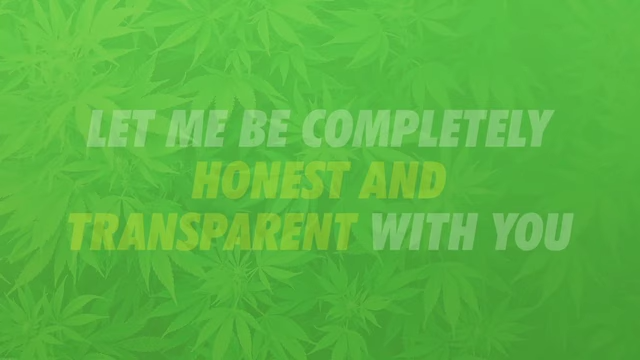 LET ME BE COMPLETELY
HONEST AND
TRANSPARENT WITH YOU